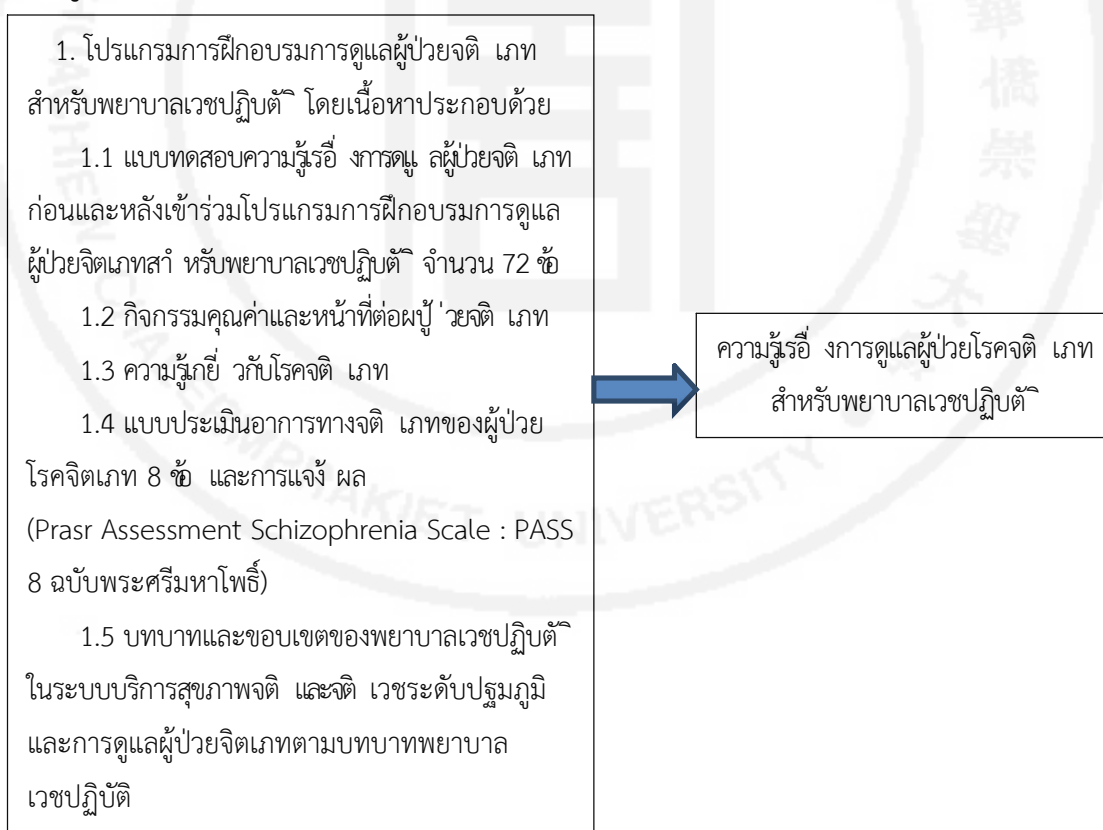 1. โปรแกรมการฝึกอบรมการดูแลผู้ป่วยจิตเภท
สำหรับพยาบาลเวชปฏิบัติ โดยเนื้อหาประกอบด้วย
1.1 แบบทดสอบความรู้เรื่องการดูแลผู้ป่วยจิตเภท
ก่อนและหลังเข้าร่วมโปรแกรมการฝึกอบรมการดูแล
ผู้ป่วยจิตเภทสำหรับพยาบาลเวชปฏิบัติ จำนวน 72 ข้อ
1.2 กิจกรรมคุณค่าและหน้าที่ต่อผู้ป่วยจิตเภท
1.3 ความรู้เกี่ยวกับโรคจิตเภท
1.4 แบบประเมินอาการทางจิตเภทของผู้ป่วย
โรคจิตเภท 8 ข้อ และการแจ้งผล
(Prasr Assessment Schizophrenia Scale : PASS
8 ฉบับพระศรีมหาโพธิ์)
1.5 บทบาทและขอบเขตของพยาบาลเวชปฏิบัติ
ในระบบบริการสุขภาพจิตและจิตเวชระดับปฐมภูมิ
และการดูแลผู้ป่วยจิตเภทตามบทบาทพยาบาล
เวชปฏิบัติ
ความรู้เรื่องการดูแลผู้ป่วยโรคจิตเภท
สำหรับพยาบาลเวชปฏิบัติ